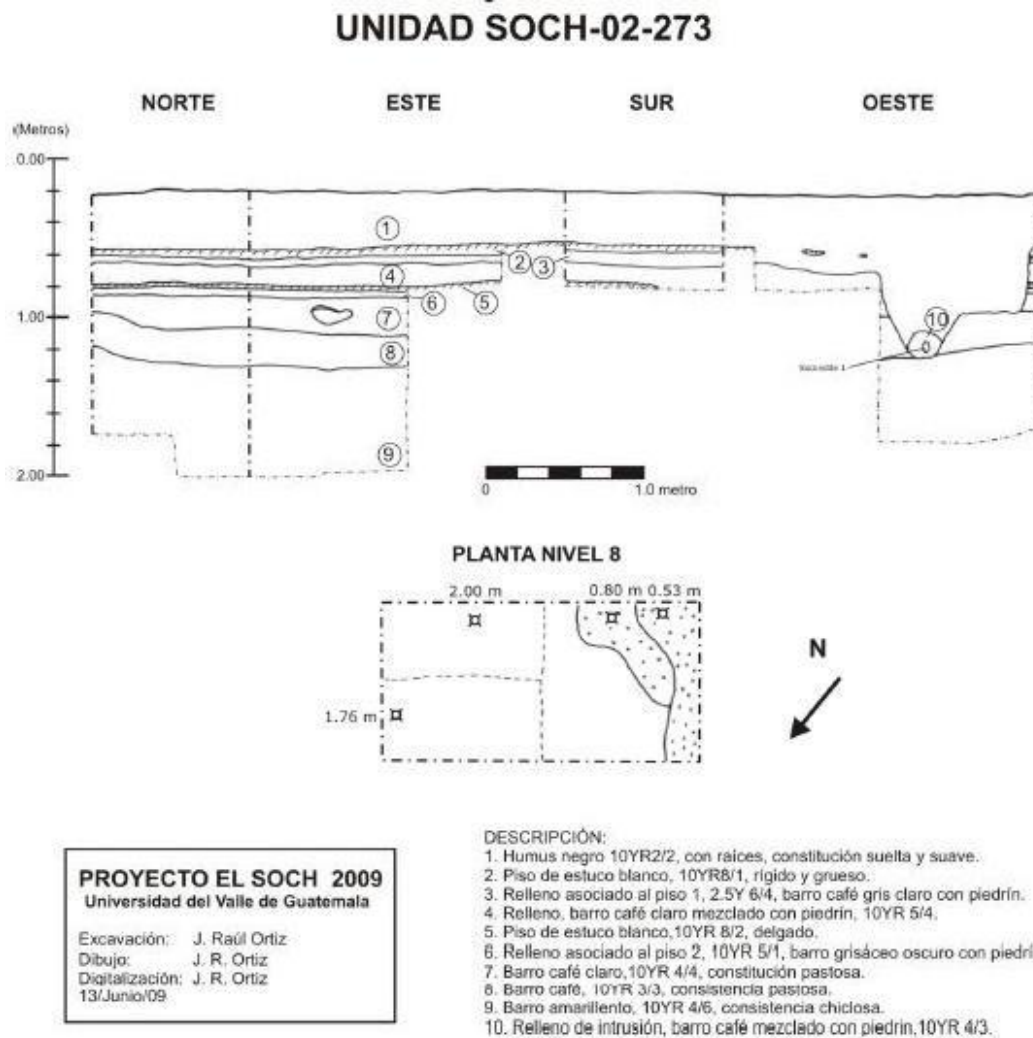 UNIDAD SOCH-02-273
NORTE ESTE SUR OESTE
(Metros)
0.00
1.00
2.00
1
2
3
4
5
6
7
8
9
10
0 1.0 metro
PLANTA NIVEL 8
2.00 m 0.80 m 0.53 m
1.76 m
N
PROYECTO EL SOCH 2009
Universidad del Valle de Guatemala
Excavación: J. Raúl Ortiz
Dibujo: J. R. Ortiz
Digitalización: J. R. Ortiz
13/Junio/09
DESCRIPCIÓN:
1. Humus negro 10YR2/2, con raíces, constitución suelta y suave.
2. Piso de estuco blanco, 10YR8/1, rígido y grueso.
3. Relleno asociado al piso 1, 2.5Y 6/4, barro café gris claro con piedrín.
4. Relleno, barro café claro mezclado con piedrín, 10YR 5/4.
5. Piso de estuco blanco,10YR 8/2, delgado.
6. Relleno asociado al piso 2, 10YR 5/1, barro grisáceo oscuro con piedrí
7. Barro café claro,10YR 4/4, constitución pastosa.
8. Barro café, 10YR 3/3, consistencia pastosa.
9. Barro amarillento, 10YR 4/6, consistencia chiclosa.
10. Relleno de intrusión, barro café mezclado con piedrin,10YR 4/3.